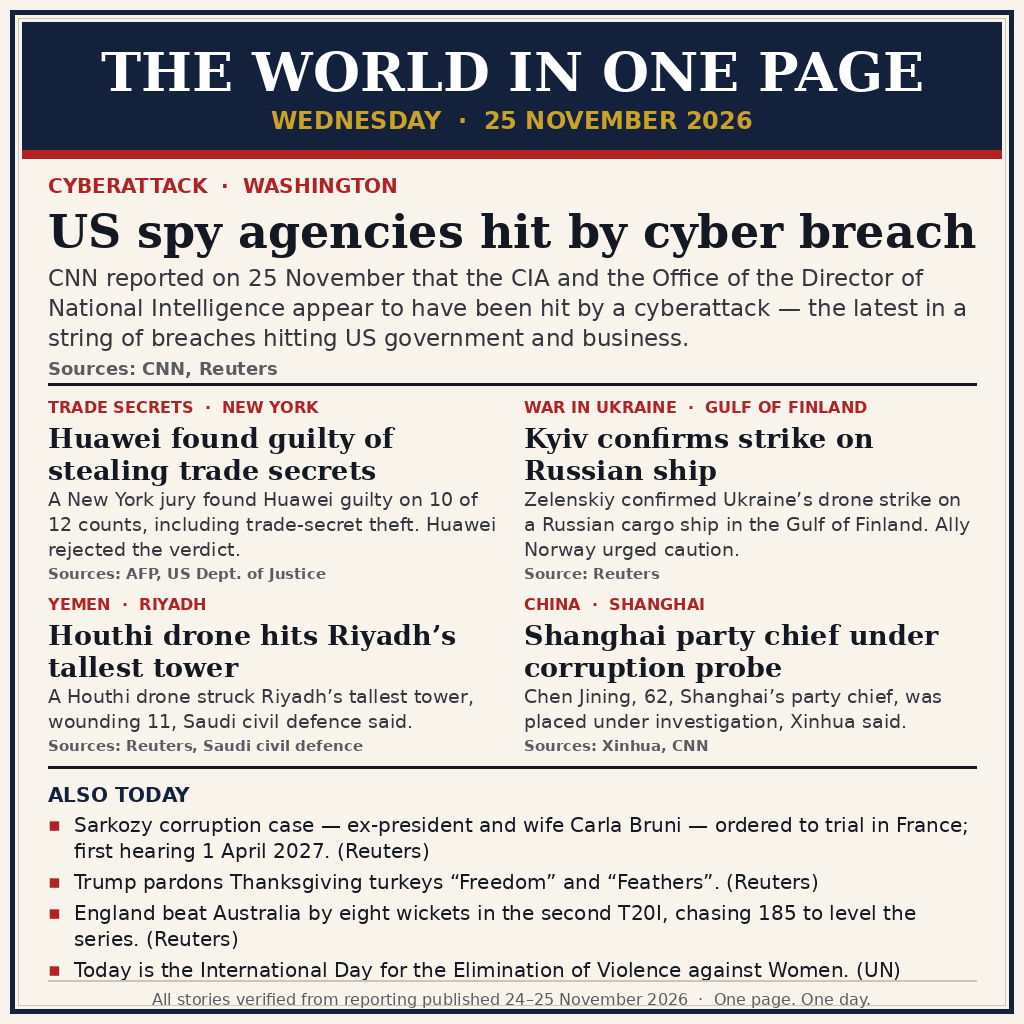 THE WORLD IN ONE PAGE
WEDNESDAY · 25 NOVEMBER 2026
CYBERATTACK · WASHINGTON
US spy agencies hit by cyber breach
CNN reported on 25 November that the CIA and the Office of the Director of
National Intelligence appear to have been hit by a cyberattack — the latest in a
string of breaches hitting US government and business.
Sources: CNN, Reuters
TRADE SECRETS · NEW YORK
Huawei found guilty of
stealing trade secrets
A New York jury found Huawei guilty on 10 of
12 counts, including trade-secret theft. Huawei
rejected the verdict.
Sources: AFP, US Dept. of Justice
WAR IN UKRAINE · GULF OF FINLAND
Kyiv confirms strike on
Russian ship
Zelenskiy confirmed Ukraine’s drone strike on
a Russian cargo ship in the Gulf of Finland. Ally
Norway urged caution.
Source: Reuters
YEMEN · RIYADH
Houthi drone hits Riyadh’s
tallest tower
A Houthi drone struck Riyadh’s tallest tower,
wounding 11, Saudi civil defence said.
Sources: Reuters, Saudi civil defence
CHINA · SHANGHAI
Shanghai party chief under
corruption probe
Chen Jining, 62, Shanghai’s party chief, was
placed under investigation, Xinhua said.
Sources: Xinhua, CNN
ALSO TODAY
■ Sarkozy corruption case — ex-president and wife Carla Bruni — ordered to trial in France;
first hearing 1 April 2027. (Reuters)
■ Trump pardons Thanksgiving turkeys “Freedom” and “Feathers”. (Reuters)
■ England beat Australia by eight wickets in the second T20I, chasing 185 to level the
series. (Reuters)
■ Today is the International Day for the Elimination of Violence against Women. (UN)
All stories verified from reporting published 24–25 November 2026 · One page. One day.